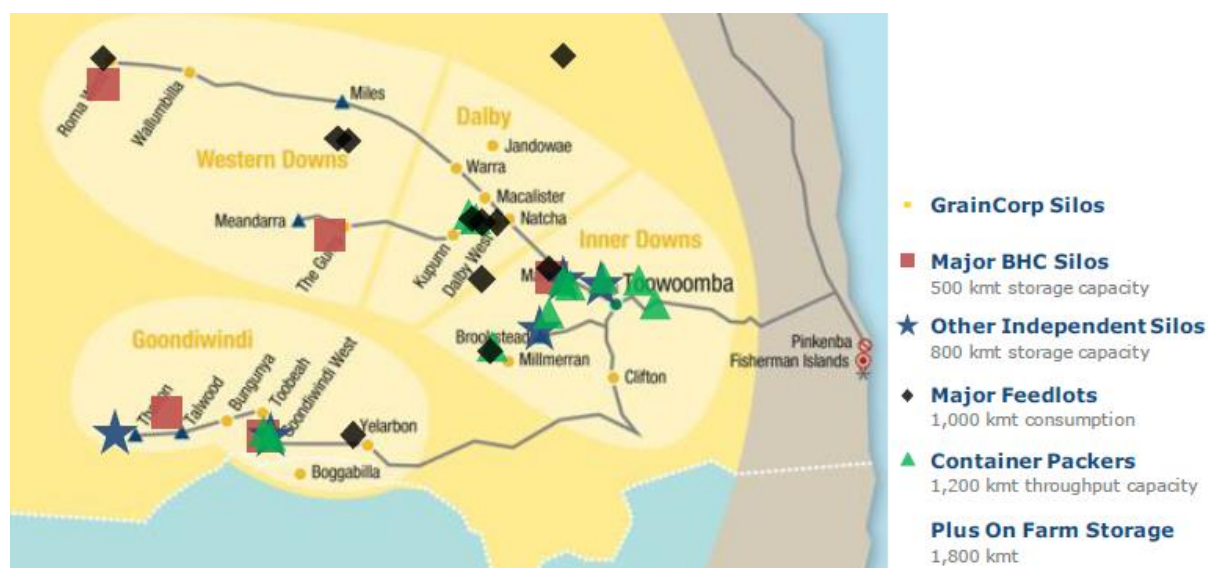 Roma
Wallumbilla
Miles
Dalby
Jandowae
Western Downs
Warra
Macalister
Natcha
Meandarra
The
Kupunn
Dalby West
Inner Downs
Toowoomba
Goondiwindi
Brookstead
Millmerran
Clifton
Pinkenba
Fisherman Islands
Talwood
Bungunya
Toobeah
Goondiwindi West
Yelarbon
Boggabilla
GrainCorp Silos
Major BHC Silos
500 kmt storage capacity
Other Independent Silos
800 kmt storage capacity
Major Feedlots
1,000 kmt consumption
Container Packers
1,200 kmt throughput capacity
Plus On Farm Storage
1,800 kmt